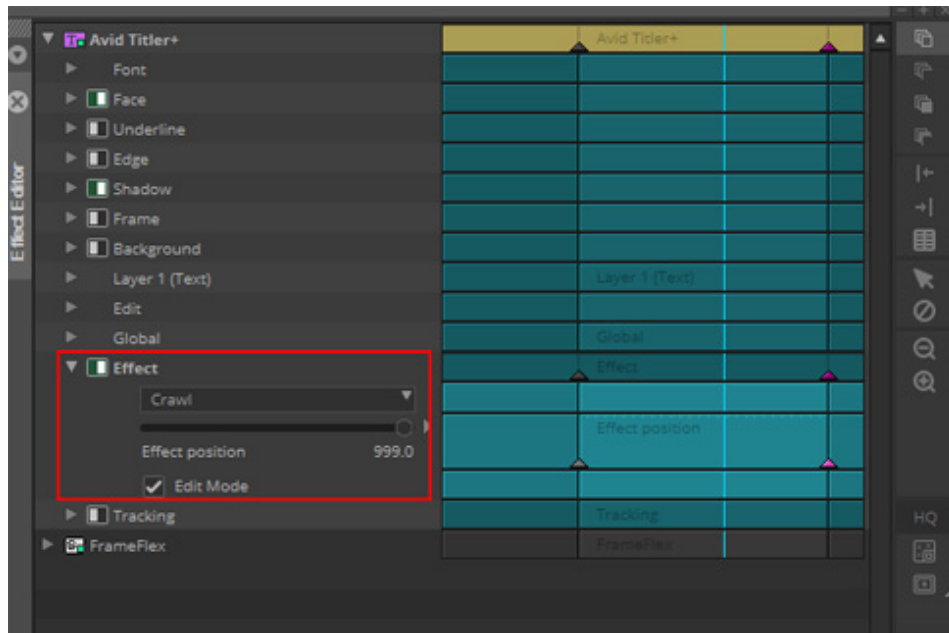 Avid Titler+
Avid Titler+
Font
Face
Underline
Edge
Shadow
Frame
Background
Layer 1 (Text)
Layer 1 (Text)
Edit
Global
Global
Effect
Effect
Crawl
Effect position
Effect position
999.0
Edit Mode
Tracking
Tracking
FrameFlex
FrameFlex
Effect Editor
HQ